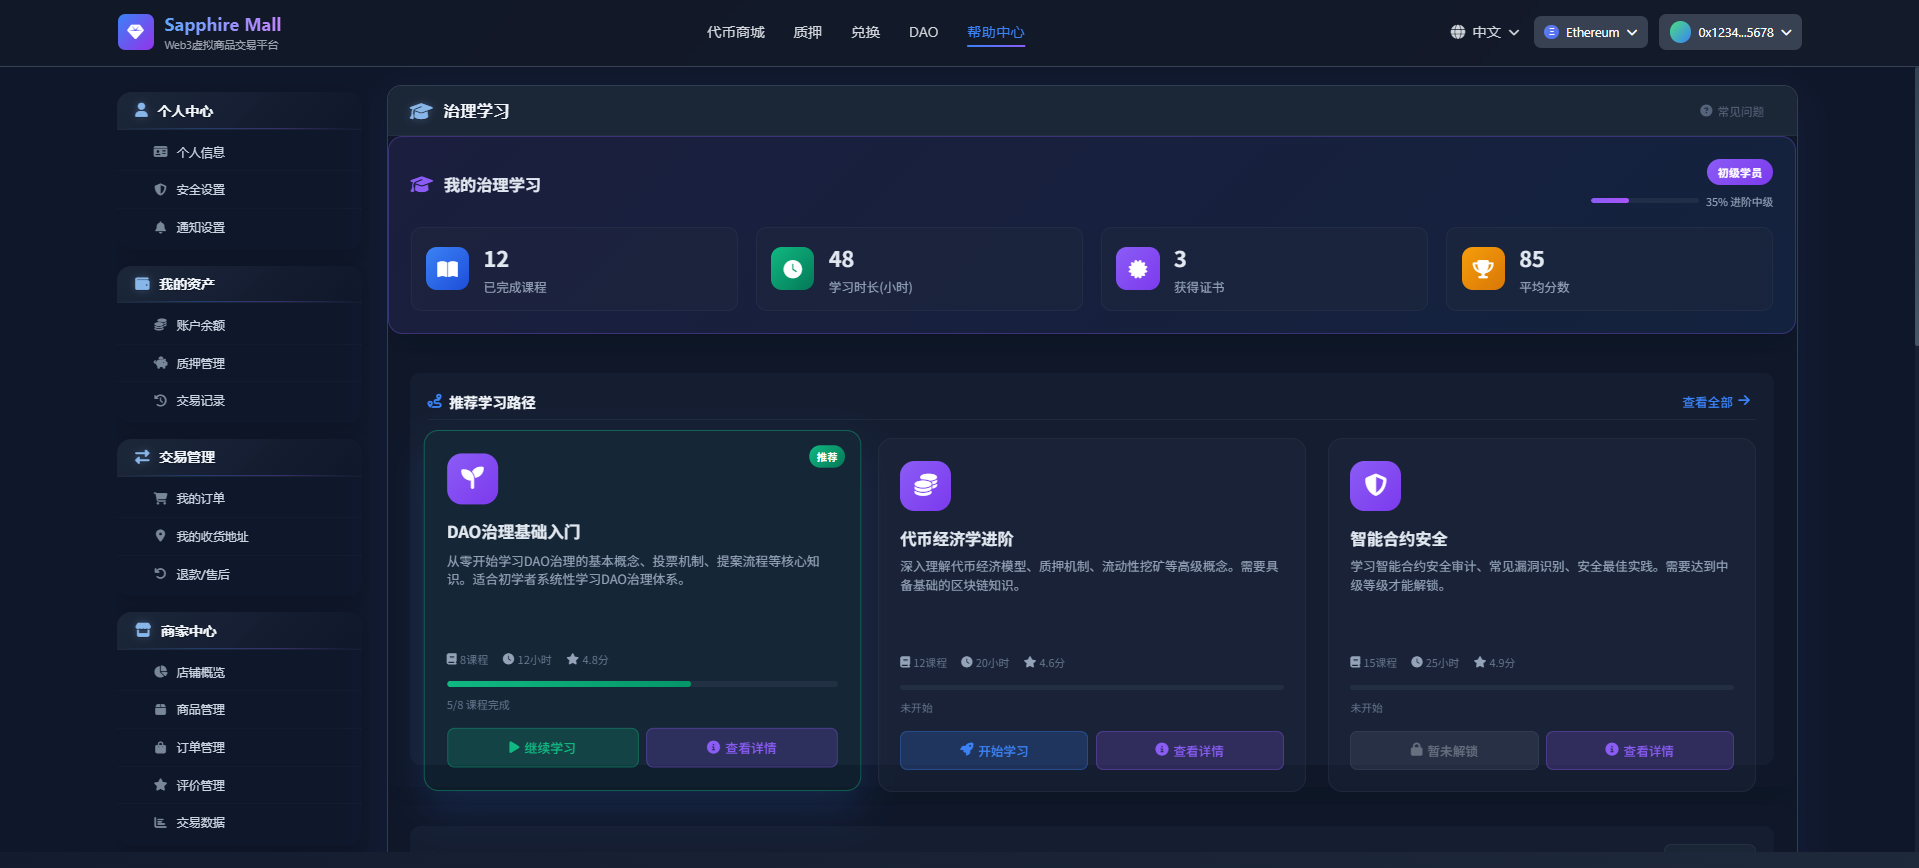 Sapphire Mall
Web3虚拟商品交易平台
代币商城
质押
兑换
DAO
帮助中心
中文
Ethereum
0x1234...5678
个人中心
个人信息
安全设置
通知设置
我的资产
账户余额
质押管理
交易记录
交易管理
我的订单
我的收货地址
退款/售后
商家中心
店铺概览
商品管理
订单管理
评价管理
交易数据
治理学习
常见问题
我的治理学习
初级学员
35% 进阶中级
12
已完成课程
48
学习时长(小时)
3
获得证书
85
平均分数
推荐学习路径
查看全部
推荐
DAO治理基础入门
从零开始学习DAO治理的基本概念、投票机制、提案流程等核心知
识。适合初学者系统性学习DAO治理体系。
8课程
12小时
4.8分
5/8 课程完成
继续学习
查看详情
代币经济学进阶
深入理解代币经济模型、质押机制、流动性挖矿等高级概念。需要具
备基础的区块链知识。
12课程
20小时
4.6分
未开始
开始学习
查看详情
智能合约安全
学习智能合约安全审计、常见漏洞识别、安全最佳实践。需要达到中
级等级才能解锁。
15课程
25小时
4.9分
未开始
暂未解锁
查看详情